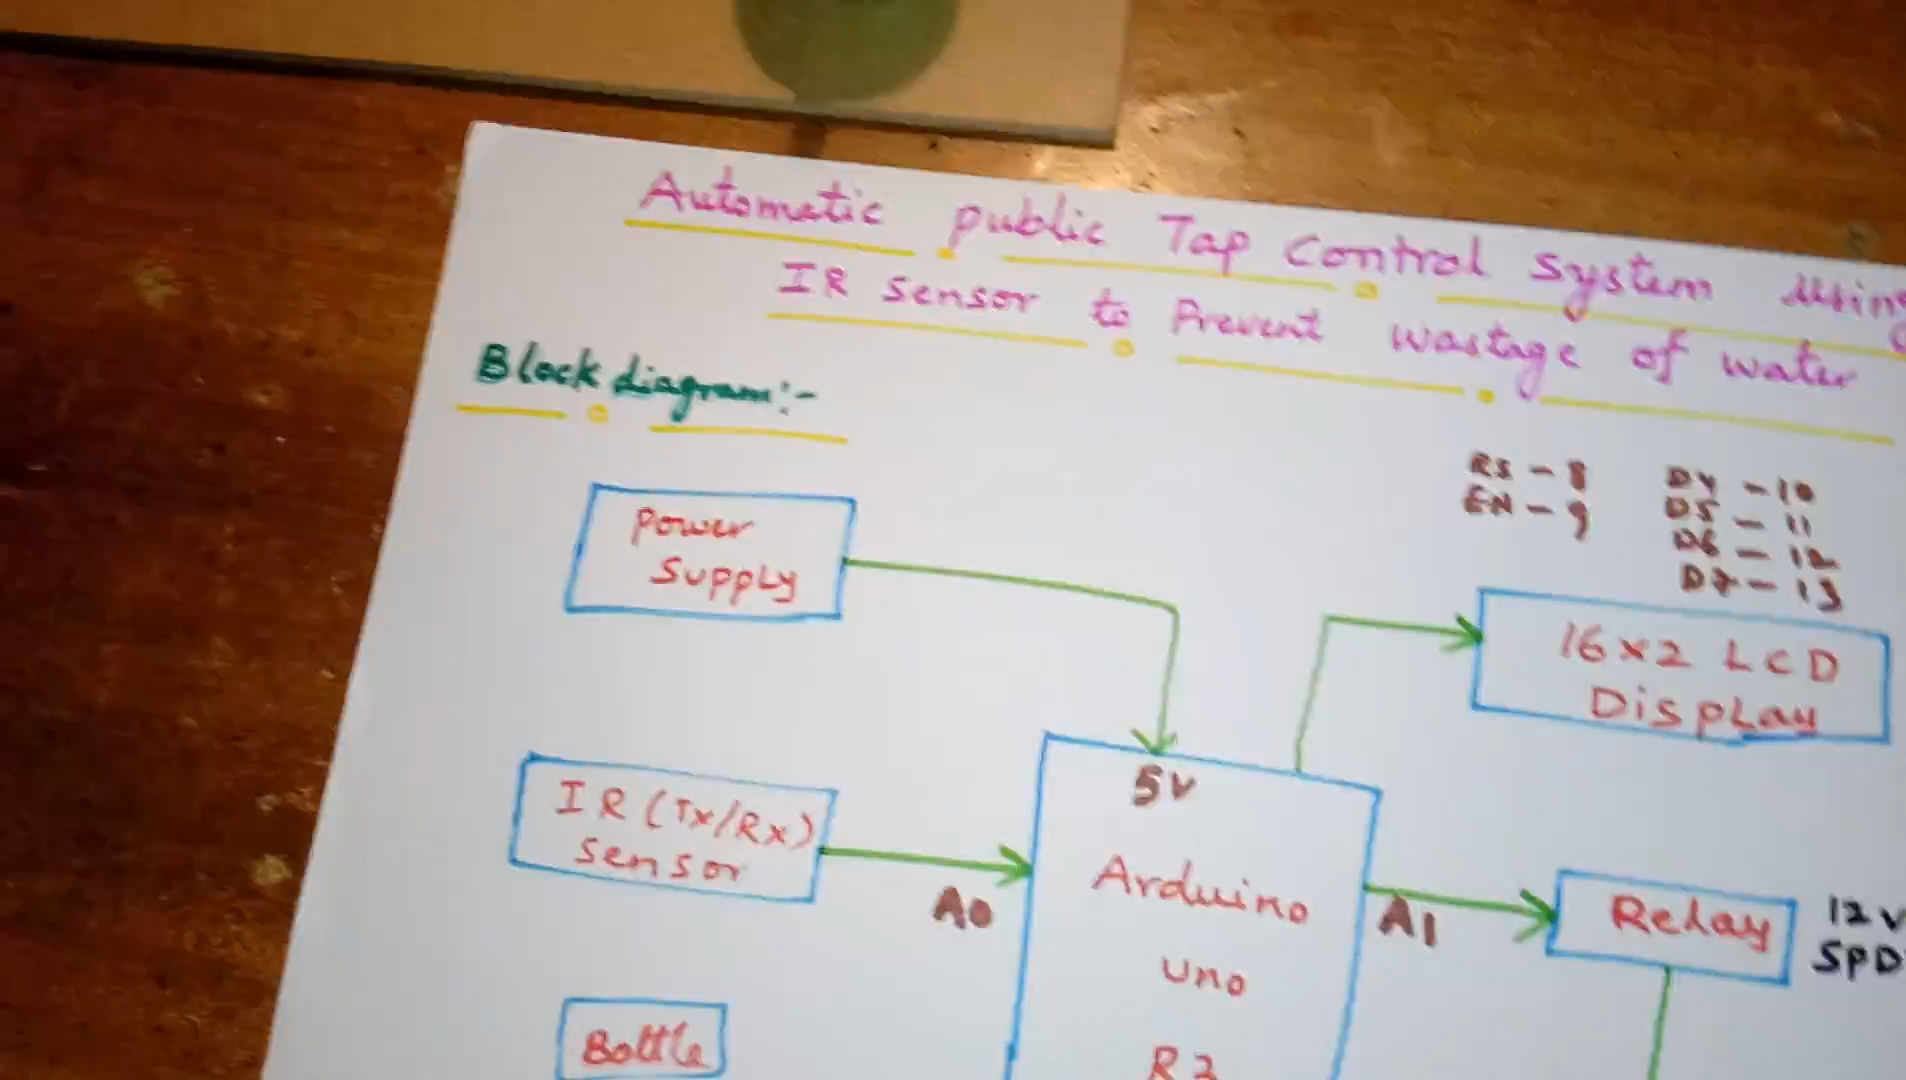 Automatic public Tap Control System using
IR sensor to Prevent wastage of water
Block diagram:-
RS - 8
EN - 9
D4 - 10
D5 - 11
D6 - 12
D7 - 13
Power
Supply
16x2 LCD
Display
5V
IR (Tx/Rx)
sensor
A0
Arduino
uno
A1
Relay
12V
Bottle